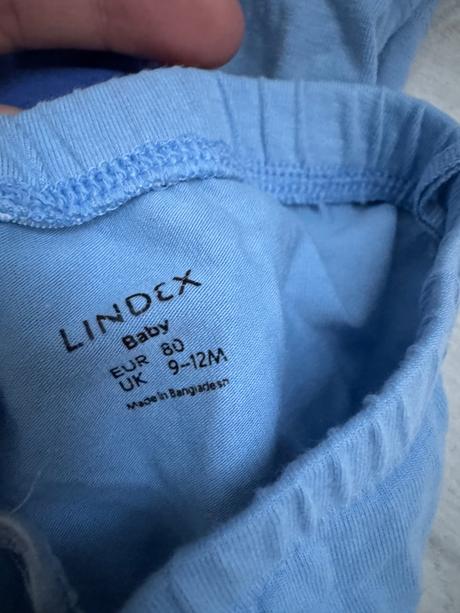 LINDEX
Baby
EUR 80
UK 9-12M
Made in Bangladesh